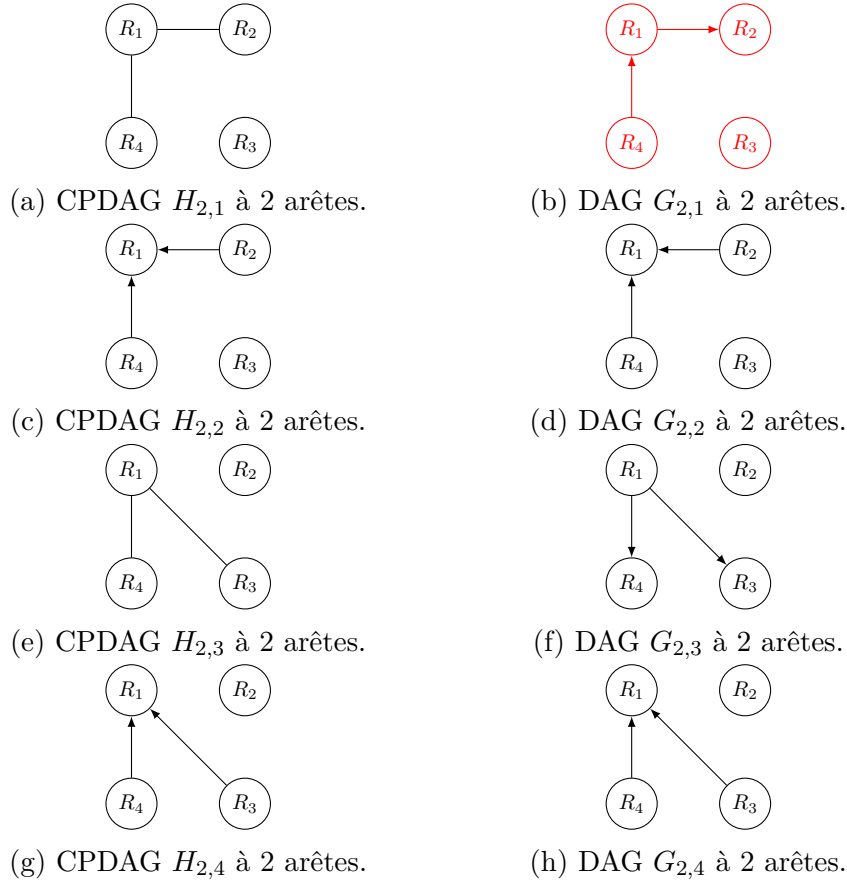 R1 R2 R1 R2
R4 R3 R4 R3
(a) CPDAG H2,1 à 2 arêtes. (b) DAG G2,1 à 2 arêtes.
R1 R2 R1 R2
R4 R3 R4 R3
(c) CPDAG H2,2 à 2 arêtes. (d) DAG G2,2 à 2 arêtes.
R1 R2 R1 R2
R4 R3 R4 R3
(e) CPDAG H2,3 à 2 arêtes. (f) DAG G2,3 à 2 arêtes.
R1 R2 R1 R2
R4 R3 R4 R3
(g) CPDAG H2,4 à 2 arêtes. (h) DAG G2,4 à 2 arêtes.